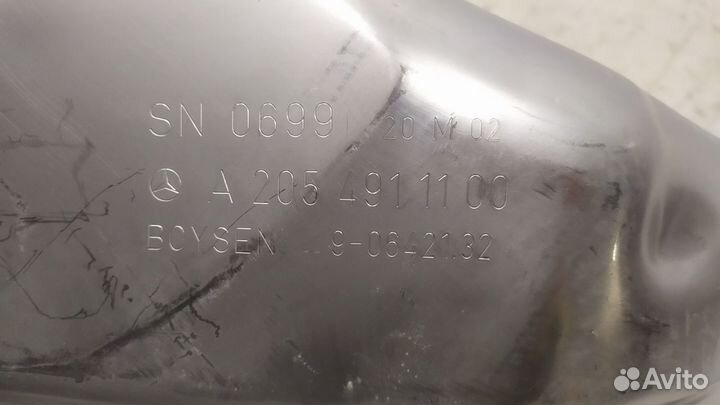 SN 0699 20 M 02
A 205 491 11 00
BOYSEN 9-0642132
Avito